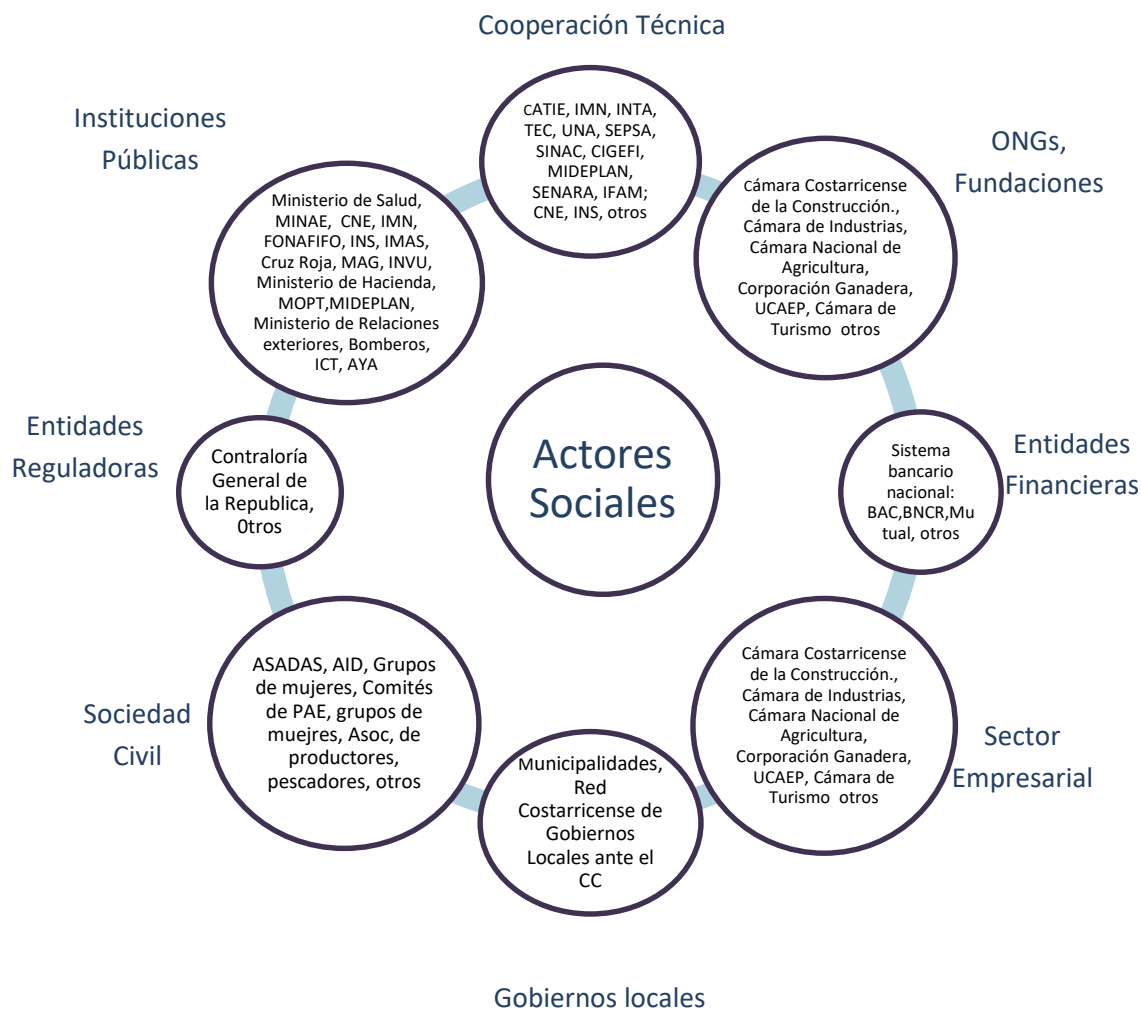 Cooperación Técnica
CATIE, IMN, INTA,
TEC, UNA, SEPSA,
SINAC, CIGEFI,
MIDEPLAN,
SENARA, IFAM;
CNE, INS, otros
Instituciones
Públicas
Ministerio de Salud,
MINAE, CNE, IMN,
FONAFIFO, INS, IMAS,
Cruz Roja, MAG, INVU,
Ministerio de Hacienda,
MOPT,MIDEPLAN,
Ministerio de Relaciones
exteriores, Bomberos,
ICT, AYA
ONGs,
Fundaciones
Cámara Costarricense
de la Construcción.,
Cámara de Industrias,
Cámara Nacional de
Agricultura,
Corporación Ganadera,
UCAEP, Cámara de
Turismo otros
Entidades
Reguladoras
Contraloría
General de
la Republica,
0tros
Actores
Sociales
Sistema
bancario
nacional:
BAC,BNCR,Mu
tual, otros
Entidades
Financieras
Sociedad
Civil
ASADAS, AID, Grupos
de mujeres, Comités
de PAE, grupos de
muejres, Asoc, de
productores,
pescadores, otros
Municipalidades,
Red
Costarricense de
Gobiernos
Locales ante el
CC
Cámara Costarricense
de la Construcción.,
Cámara de Industrias,
Cámara Nacional de
Agricultura,
Corporación Ganadera,
UCAEP, Cámara de
Turismo otros
Sector
Empresarial
Gobiernos locales